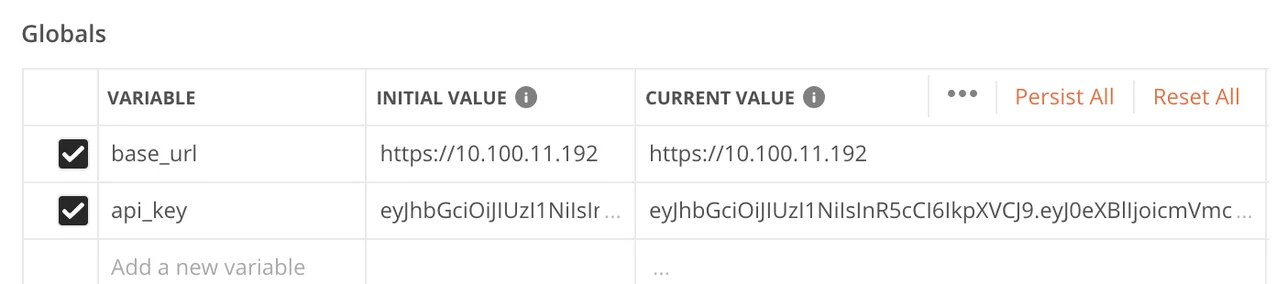 Globals
VARIABLE INITIAL VALUE i CURRENT VALUE i ••• Persist All Reset All
base_url https://10.100.11.192 https://10.100.11.192
api_key eyJhbGciOiJIUzI1NiIsIr ... eyJhbGciOiJIUzI1NiIsInR5cCI6IkpXVCJ9.eyJ0eXBlIjoicmVmc ...
Add a new variable ...